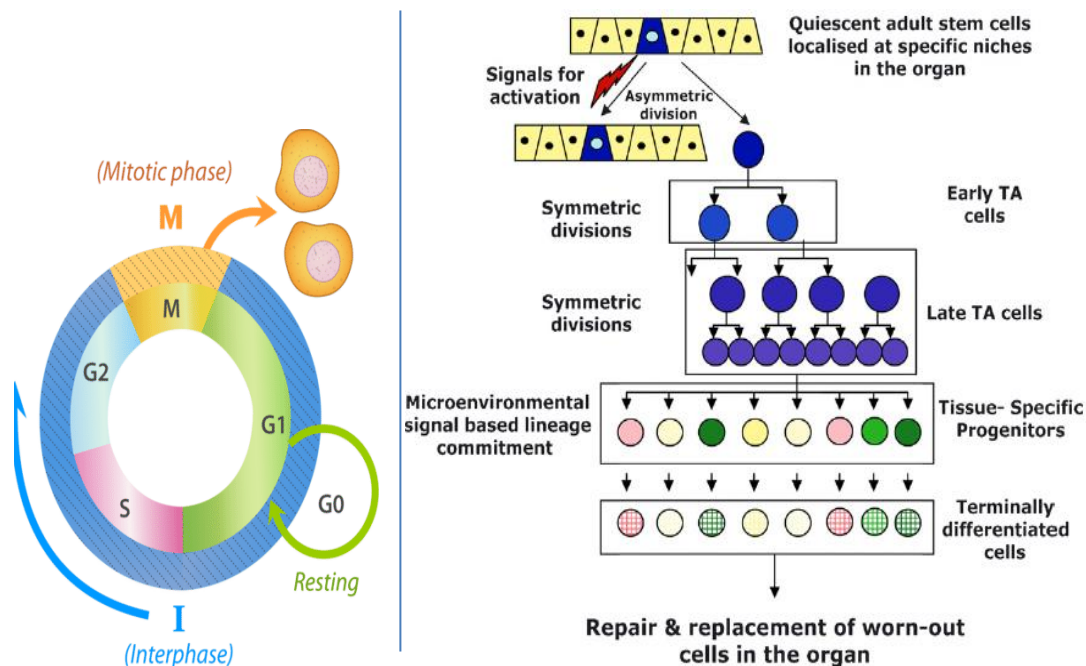 (Mitotic phase)
M
M
G2
G1
S
G0
Resting
I
(Interphase)
Quiescent adult stem cells
localised at specific niches
in the organ
Signals for
activation
Asymmetric
division
Early TA
cells
Symmetric
divisions
Symmetric
divisions
Late TA cells
Microenvironmental
signal based lineage
commitment
Tissue- Specific
Progenitors
Terminally
differentiated
cells
Repair & replacement of worn-out
cells in the organ